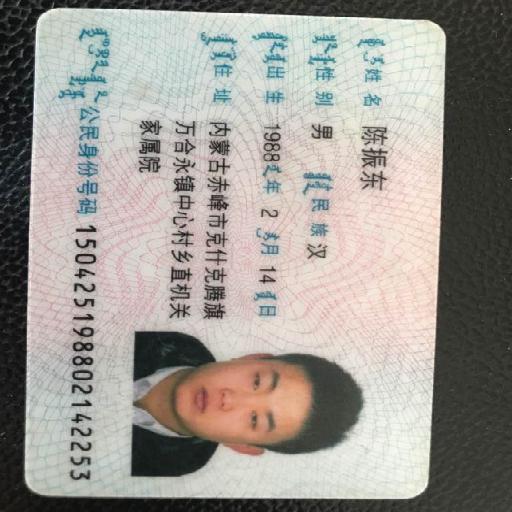 姓名 陈振东
性别 男 民族 汉
出生 1988 年 2 月 14 日
住址 内蒙古赤峰市克什克腾旗
万合永镇中心村乡直机关
家属院
公民身份号码 150425198802142253